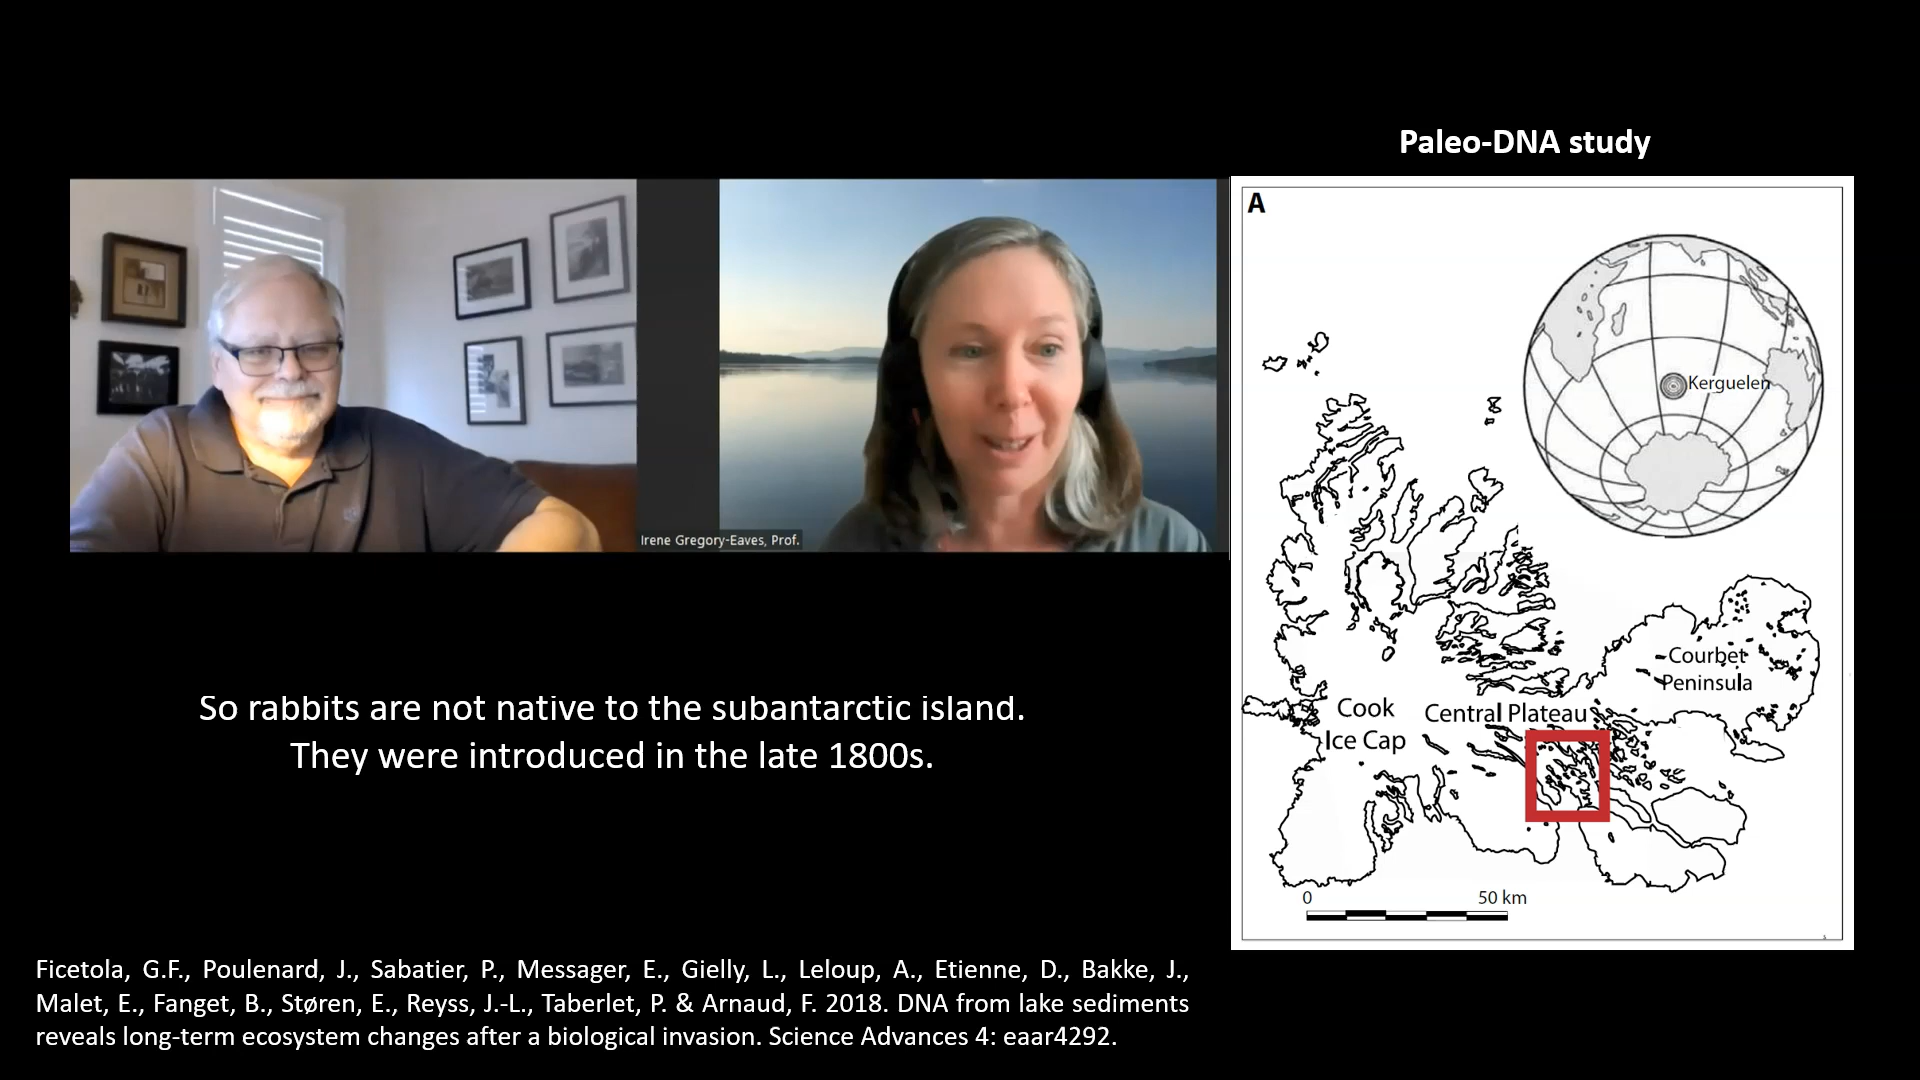 Paleo-DNA study
Irene Gregory-Eaves, Prof.
A
Kerguelen
Courbet
Peninsula
Cook
Ice Cap
Central Plateau
0
50 km
So rabbits are not native to the subantarctic island.
They were introduced in the late 1800s.
Ficetola, G.F., Poulenard, J., Sabatier, P., Messager, E., Gielly, L., Leloup, A., Etienne, D., Bakke, J.,
Malet, E., Fanget, B., Støren, E., Reyss, J.-L., Taberlet, P. & Arnaud, F. 2018. DNA from lake sediments
reveals long-term ecosystem changes after a biological invasion. Science Advances 4: eaar4292.